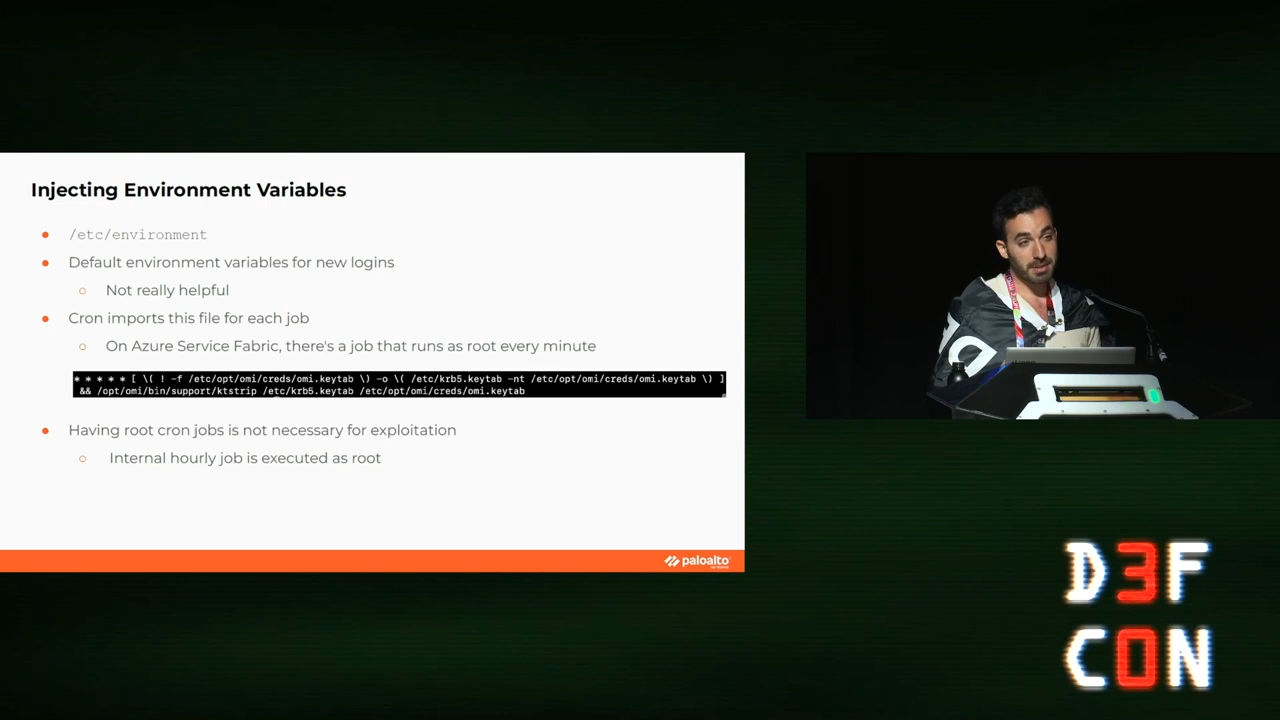 Injecting Environment Variables
/etc/environment
Default environment variables for new logins
Not really helpful
Cron imports this file for each job
On Azure Service Fabric, there's a job that runs as root every minute
* * * * * [ \( ! -f /etc/opt/omi/creds/omi.keytab \) -o \( /etc/krb5.keytab -nt /etc/opt/omi/creds/omi.keytab \) ]
&& /opt/omi/bin/support/ktstrip /etc/krb5.keytab /etc/opt/omi/creds/omi.keytab
Having root cron jobs is not necessary for exploitation
Internal hourly job is executed as root
paloalto
D3F
C0N